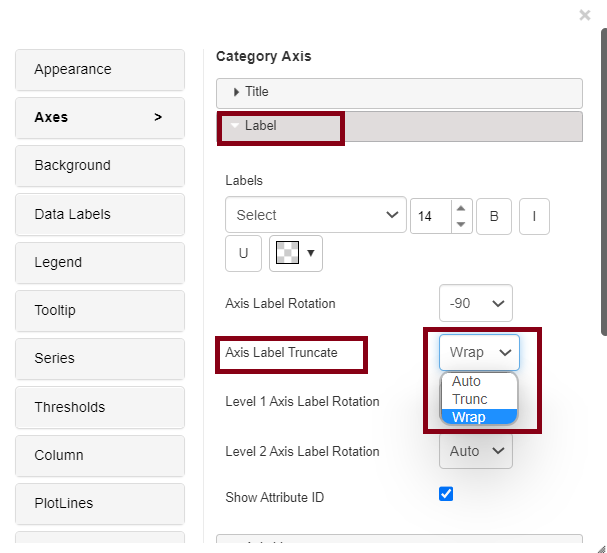 ×
Appearance
Axes >
Background
Data Labels
Legend
Tooltip
Series
Thresholds
Column
PlotLines
Category Axis
Title
Label
Labels
Select 14 B I
U
Axis Label Rotation -90
Axis Label Truncate Wrap
Auto
Trunc
Wrap
Level 1 Axis Label Rotation
Level 2 Axis Label Rotation Auto
Show Attribute ID